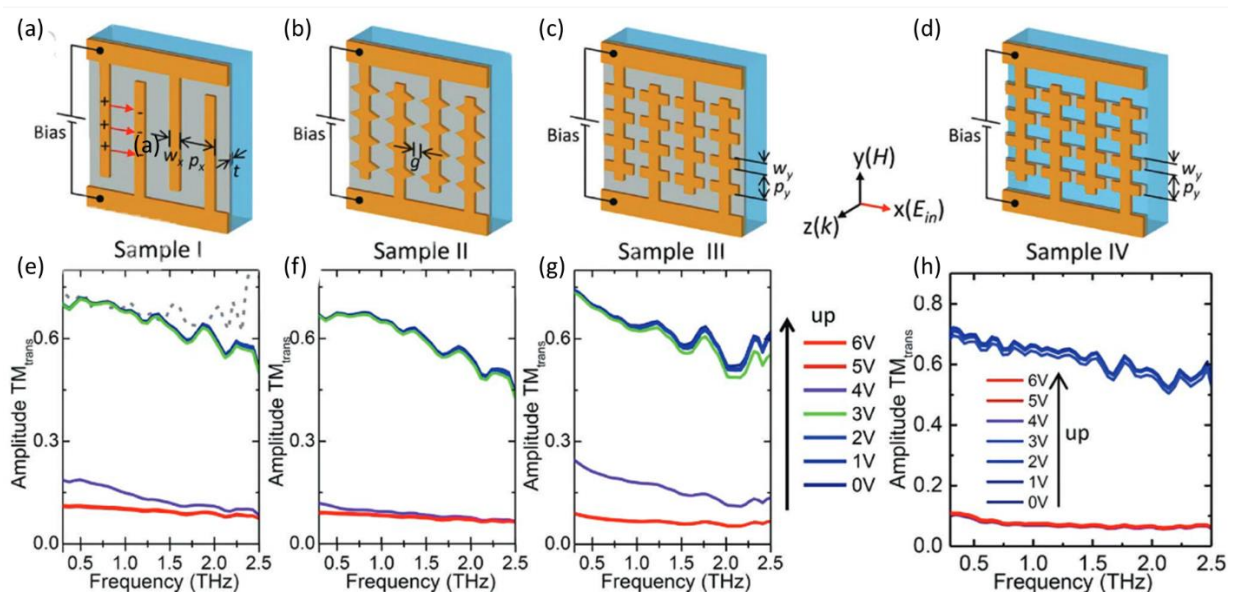 (a)
(b)
(c)
(d)
Bias
+
+
+
-
-
-
(a)
wₓ
pₓ
t
Bias
g
Bias
w_y
p_y
y(H)
x(E_in)
z(k)
Bias
w_y
p_y
Sample I
Sample II
Sample III
Sample IV
(e)
(f)
(g)
(h)
Amplitude TM_trans
0.6
0.3
0.0
0.5 1.0 1.5 2.0 2.5
Frequency (THz)
Amplitude TM_trans
0.6
0.3
0.0
0.5 1.0 1.5 2.0 2.5
Frequency (THz)
Amplitude TM_trans
0.6
0.3
0.0
0.5 1.0 1.5 2.0 2.5
Frequency (THz)
up
6V
5V
4V
3V
2V
1V
0V
Amplitude TM_trans
0.8
0.6
0.4
0.2
0.0
0.5 1.0 1.5 2.0 2.5
Frequency (THz)
6V
5V
4V
3V
2V
1V
0V
up